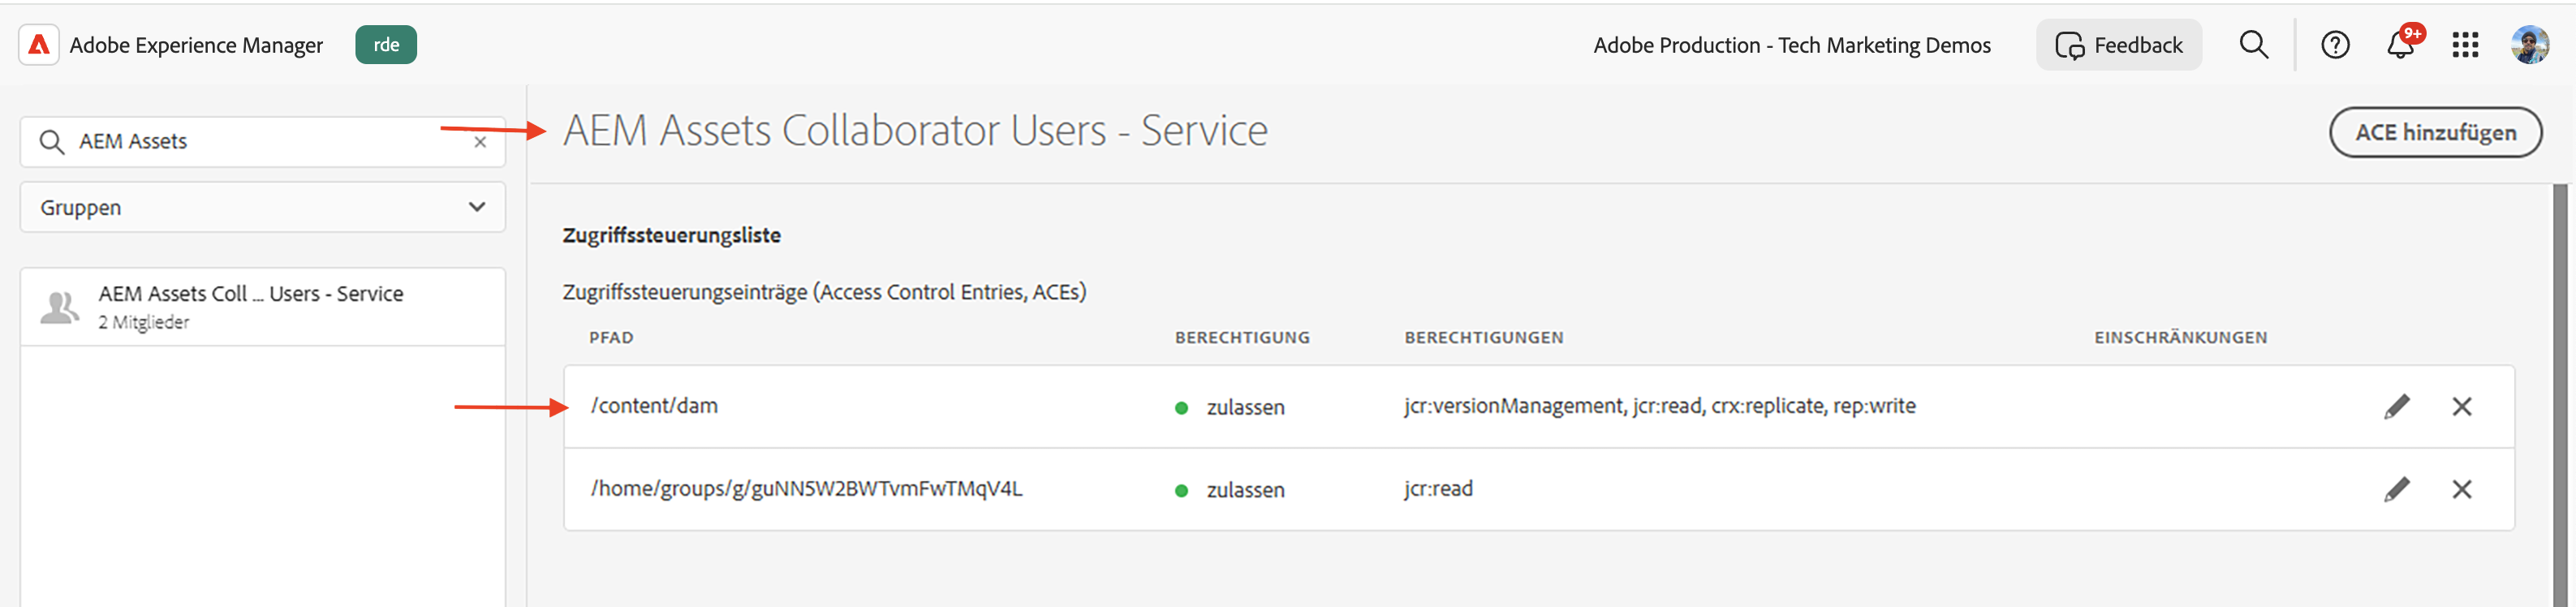 Adobe Experience Manager
rde
Adobe Production - Tech Marketing Demos
Feedback
9+
AEM Assets
Gruppen
AEM Assets Coll ... Users - Service
2 Mitglieder
AEM Assets Collaborator Users - Service
ACE hinzufügen
Zugriffssteuerungsliste
Zugriffssteuerungseinträge (Access Control Entries, ACEs)
PFAD BERECHTIGUNG BERECHTIGUNGEN EINSCHRÄNKUNGEN
/content/dam zulassen jcr:versionManagement, jcr:read, crx:replicate, rep:write
/home/groups/g/guNN5W2BWTvmFwTMqV4L zulassen jcr:read